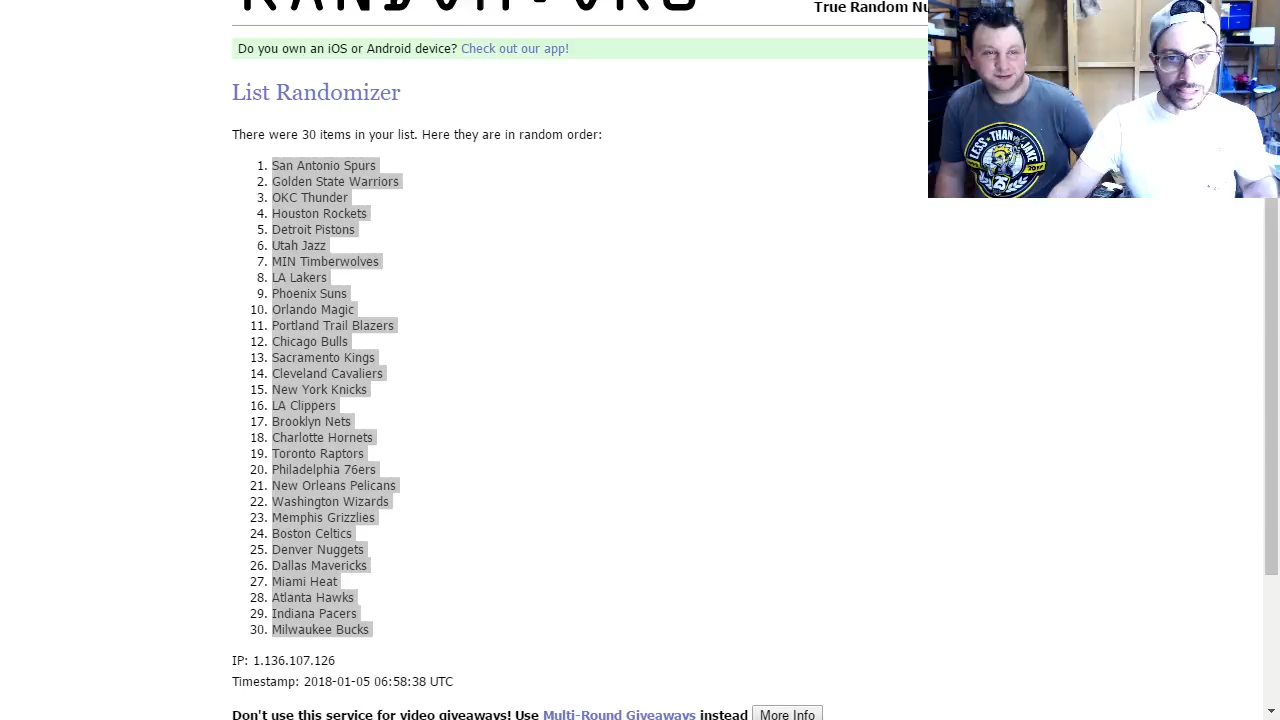 RANDOM.ORG
True Random Nu
Do you own an iOS or Android device? Check out our app!
List Randomizer
There were 30 items in your list. Here they are in random order:
1. San Antonio Spurs
2. Golden State Warriors
3. OKC Thunder
4. Houston Rockets
5. Detroit Pistons
6. Utah Jazz
7. MIN Timberwolves
8. LA Lakers
9. Phoenix Suns
10. Orlando Magic
11. Portland Trail Blazers
12. Chicago Bulls
13. Sacramento Kings
14. Cleveland Cavaliers
15. New York Knicks
16. LA Clippers
17. Brooklyn Nets
18. Charlotte Hornets
19. Toronto Raptors
20. Philadelphia 76ers
21. New Orleans Pelicans
22. Washington Wizards
23. Memphis Grizzlies
24. Boston Celtics
25. Denver Nuggets
26. Dallas Mavericks
27. Miami Heat
28. Atlanta Hawks
29. Indiana Pacers
30. Milwaukee Bucks
IP: 1.136.107.126
Timestamp: 2018-01-05 06:58:38 UTC
Don't use this service for video giveaways! Use Multi-Round Giveaways instead More Info
LESS THAN JAKE
25